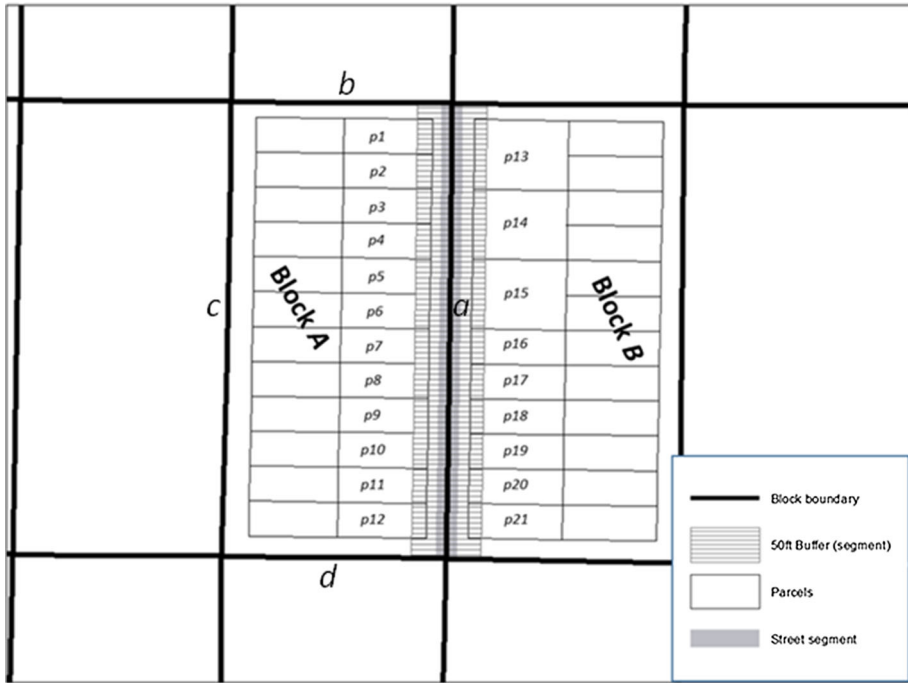 b
p1
p2
p3
p4
p5
p6
p7
p8
p9
p10
p11
p12
Block A
c
a
p13
p14
p15
p16
p17
p18
p19
p20
p21
Block B
d
Block boundary
50ft Buffer (segment)
Parcels
Street segment